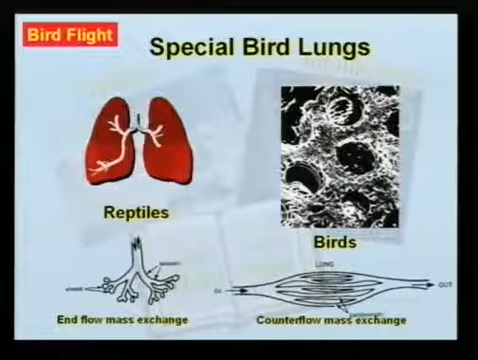 Bird Flight
Special Bird Lungs
Reptiles
Birds
LUNG
IN
OUT
End flow mass exchange
Counterflow mass exchange